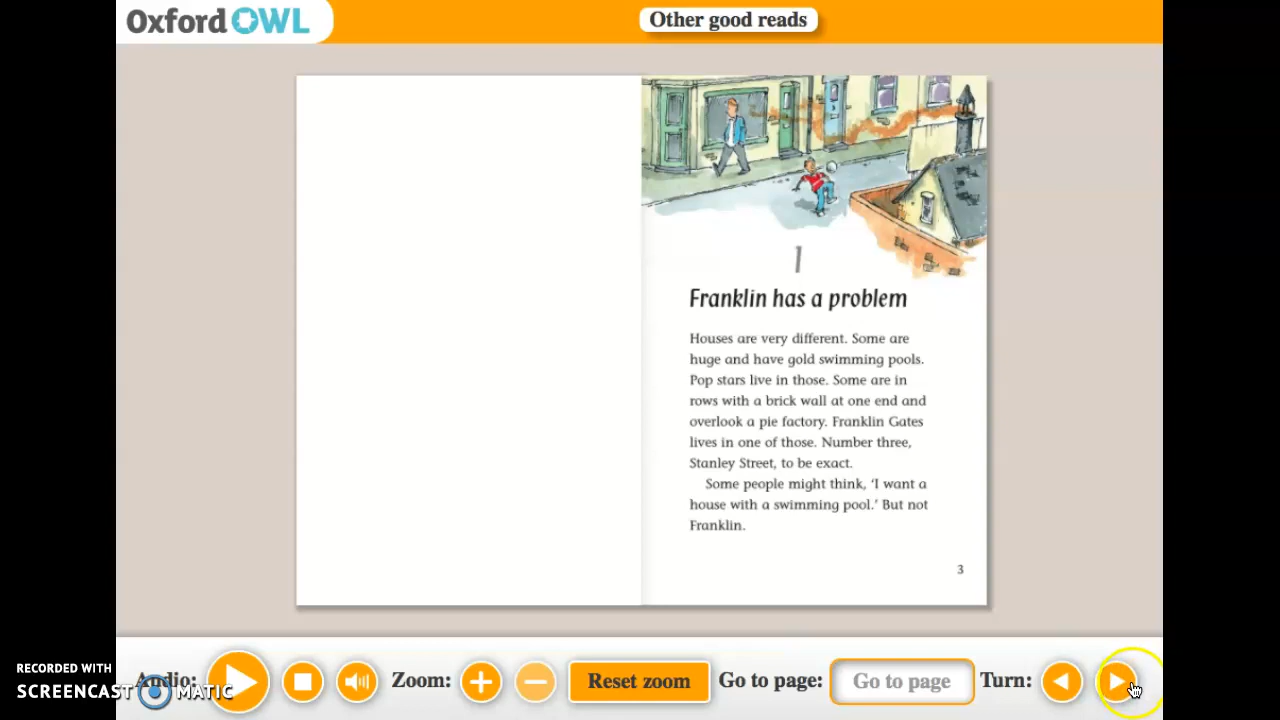 Oxford OWL
Other good reads
1
Franklin has a problem
Houses are very different. Some are
huge and have gold swimming pools.
Pop stars live in those. Some are in
rows with a brick wall at one end and
overlook a pie factory. Franklin Gates
lives in one of those. Number three,
Stanley Street, to be exact.
Some people might think, ‘I want a
house with a swimming pool.’ But not
Franklin.
3
Audio:
Zoom:
Reset zoom
Go to page:
Go to page
Turn:
RECORDED WITH
SCREENCAST MATIC